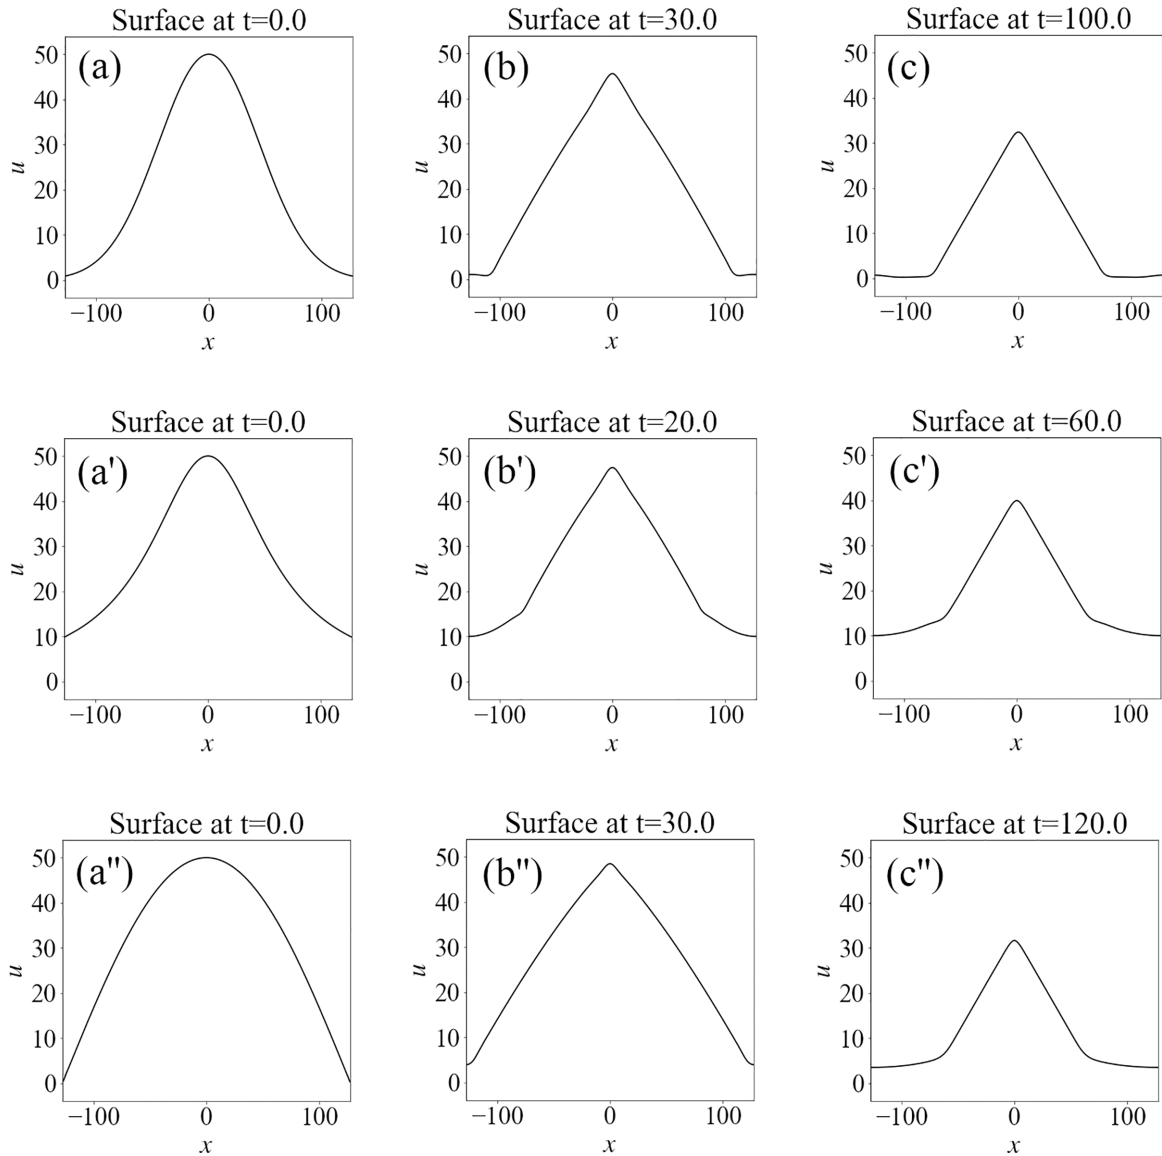 Surface at t=0.0
(a)
50
40
30
20
10
0
u
−100 0 100
x
Surface at t=30.0
(b)
50
40
30
20
10
0
u
−100 0 100
x
Surface at t=100.0
(c)
50
40
30
20
10
0
u
−100 0 100
x
Surface at t=0.0
(a')
50
40
30
20
10
0
u
−100 0 100
x
Surface at t=20.0
(b')
50
40
30
20
10
0
u
−100 0 100
x
Surface at t=60.0
(c')
50
40
30
20
10
0
u
−100 0 100
x
Surface at t=0.0
(a'')
50
40
30
20
10
0
u
−100 0 100
x
Surface at t=30.0
(b'')
50
40
30
20
10
0
u
−100 0 100
x
Surface at t=120.0
(c'')
50
40
30
20
10
0
u
−100 0 100
x